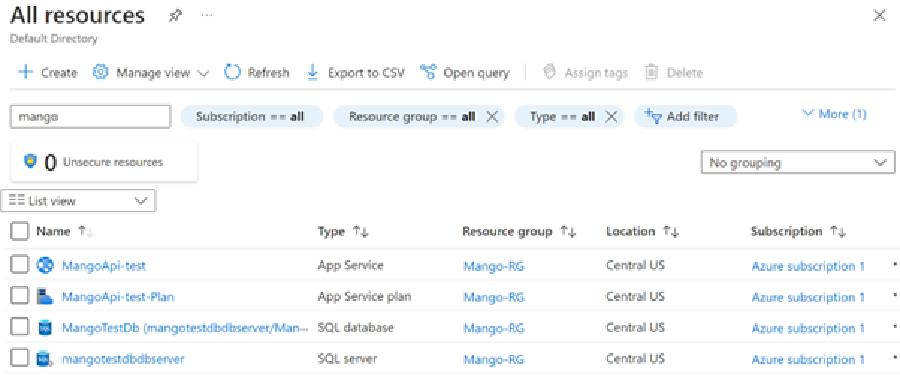 All resources
Default Directory
Create Manage view Refresh Export to CSV Open query Assign tags Delete
mango Subscription == all Resource group == all Type == all Add filter More (1)
0 Unsecure resources
No grouping
List view
Name Type Resource group Location Subscription
MangoApi-test App Service Mango-RG Central US Azure subscription 1
MangoApi-test-Plan App Service plan Mango-RG Central US Azure subscription 1
MangoTestDb (mangotestdbdbserver/Man... SQL database Mango-RG Central US Azure subscription 1
mangotestdbdbserver SQL server Mango-RG Central US Azure subscription 1